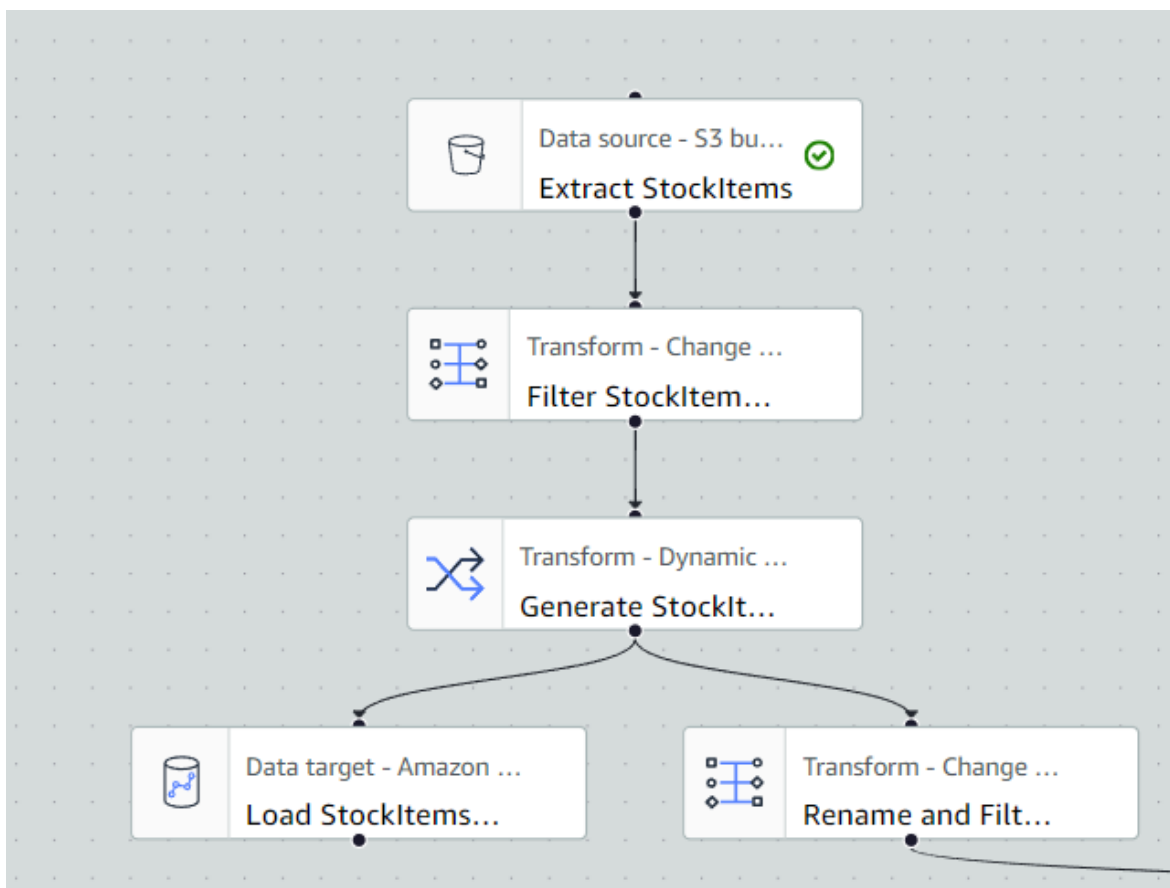 Data source - S3 bu...
Extract StockItems
Transform - Change ...
Filter StockItem...
Transform - Dynamic ...
Generate StockIt...
Data target - Amazon ...
Load StockItems...
Transform - Change ...
Rename and Filt...